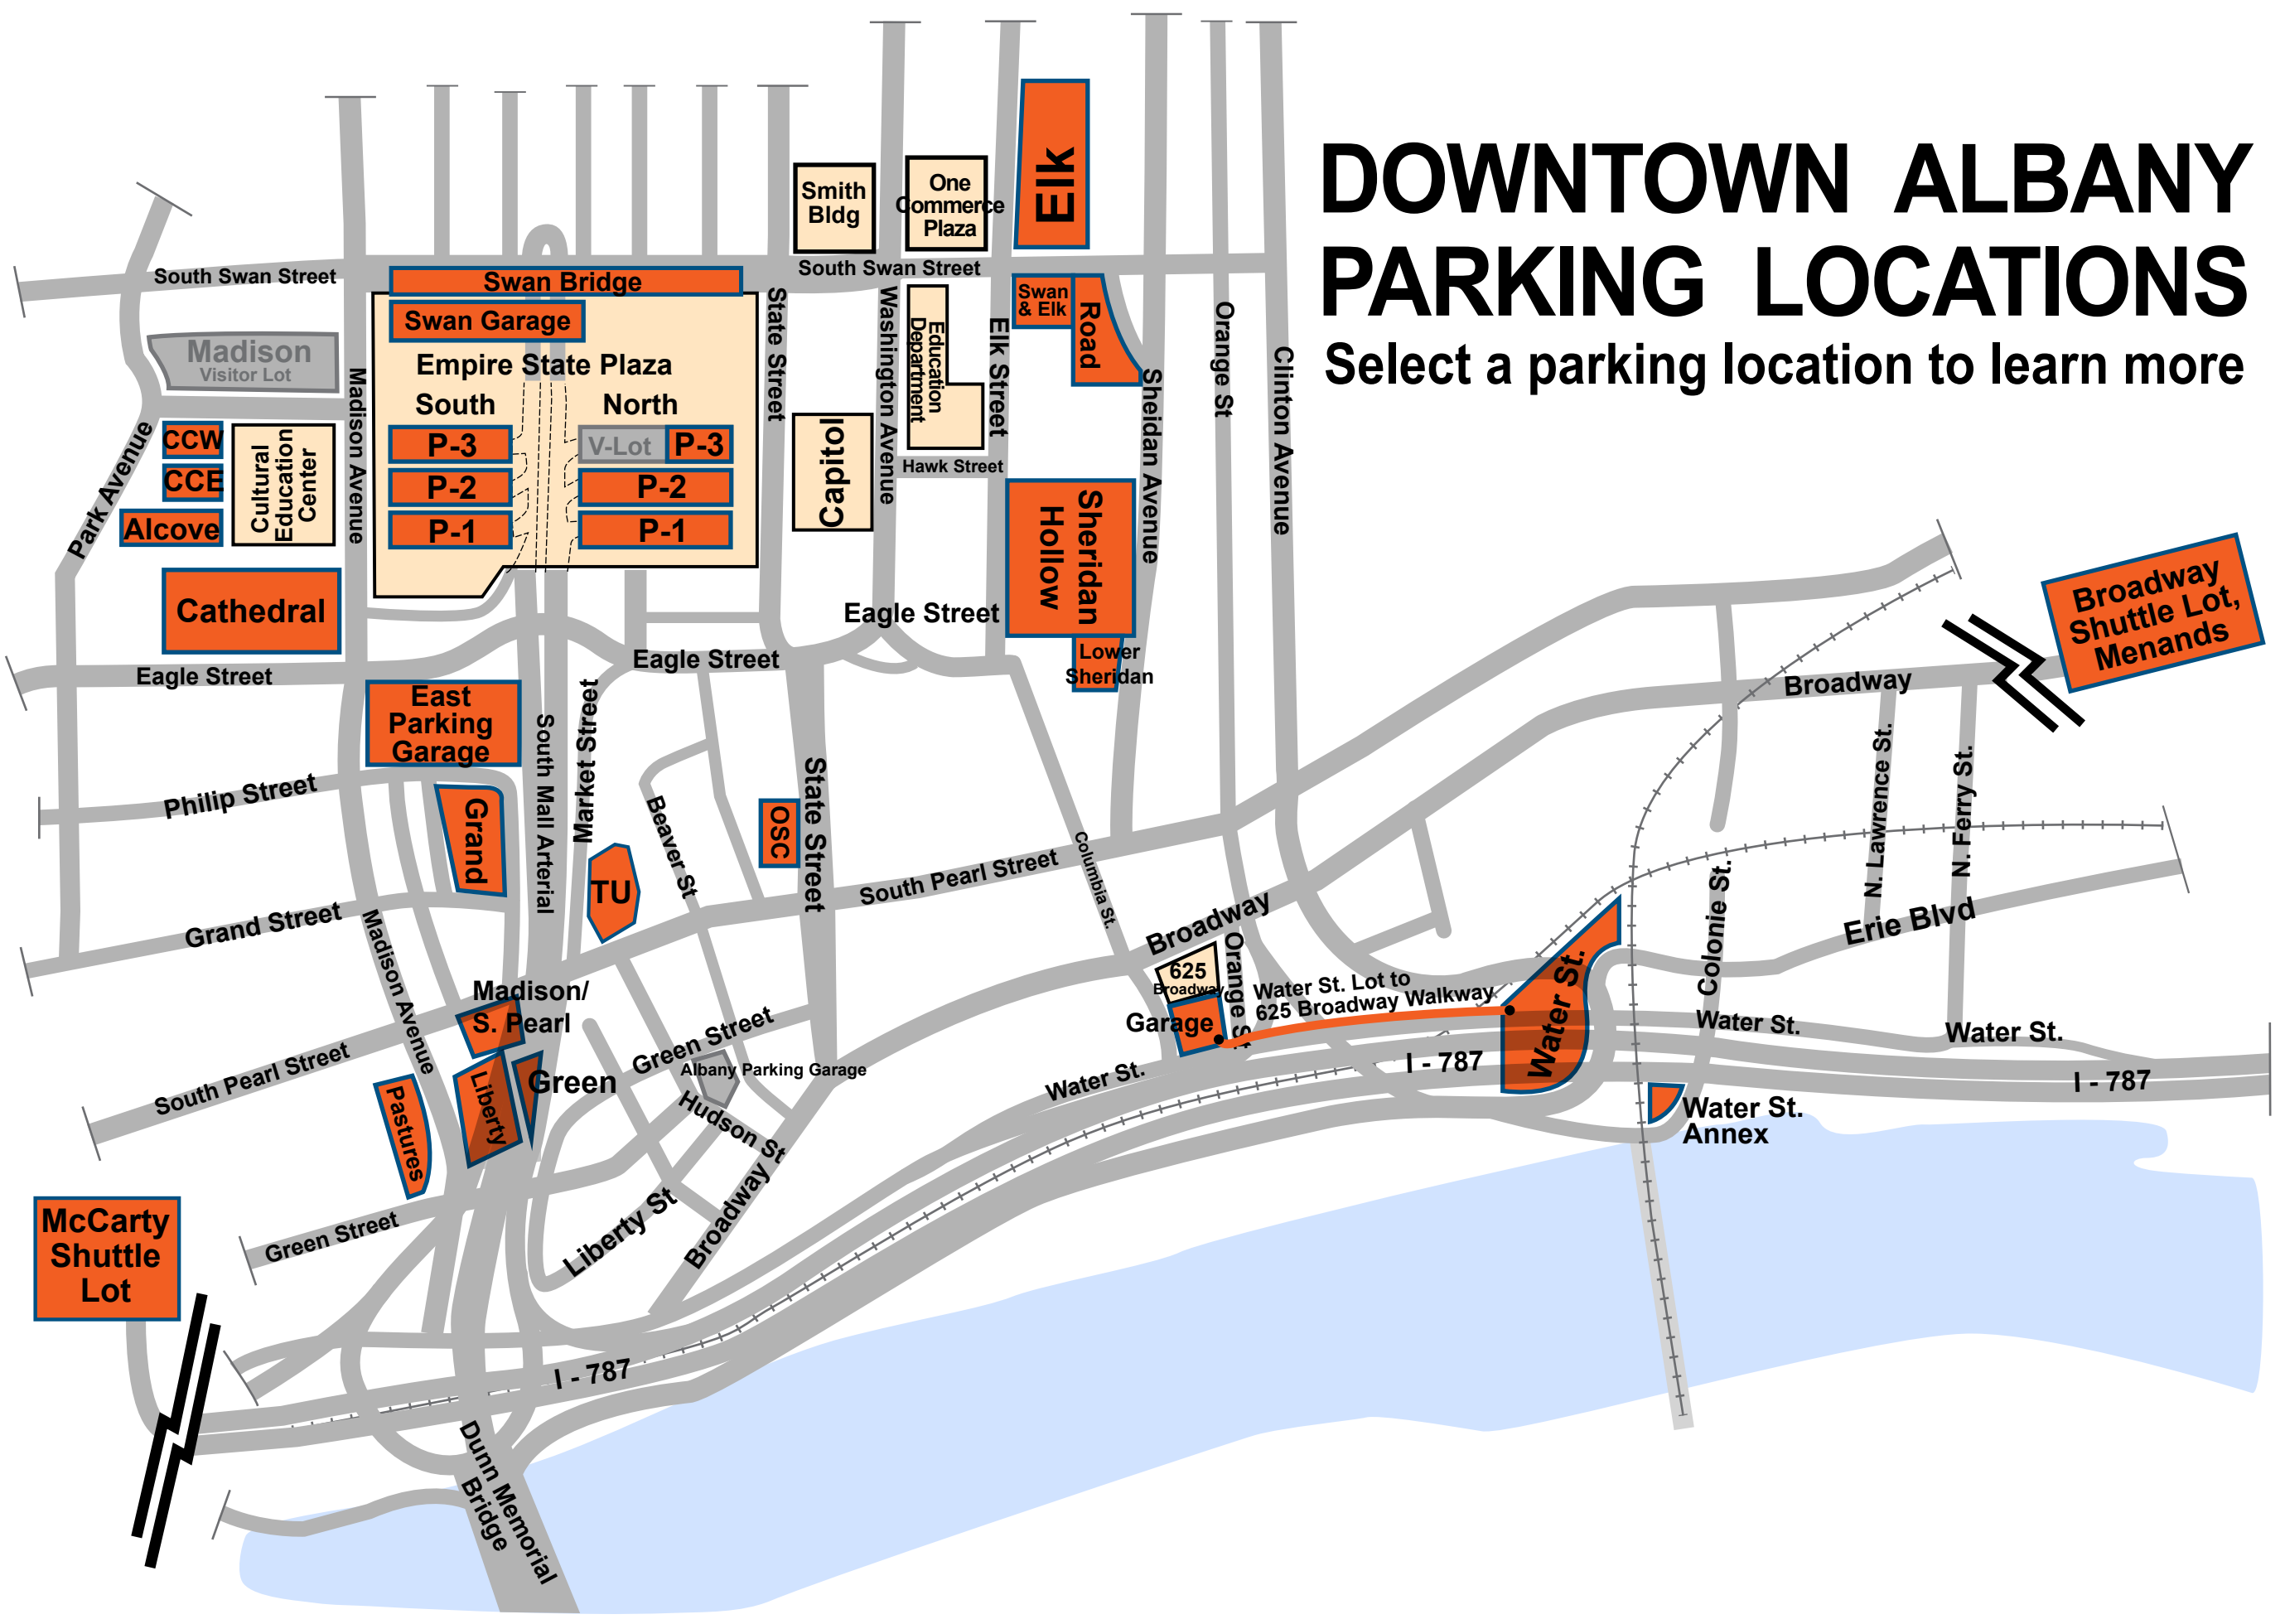 DOWNTOWN ALBANY
PARKING LOCATIONS
Select a parking location to learn more
Smith
Bldg
One
Commerce
Plaza
Elk
South Swan Street
Swan Bridge
South Swan Street
Swan Garage
Swan
& Elk
Road
Madison
Visitor Lot
Empire State Plaza
South
North
P-3
V-Lot
P-3
P-2
P-2
P-1
P-1
State Street
Washington Avenue
Education
Department
Elk Street
Orange St
Clinton Avenue
Sheidan Avenue
Madison Avenue
Park Avenue
CCW
CCE
Alcove
Cultural
Education
Center
Capitol
Hawk Street
Sheridan
Hollow
Cathedral
Eagle Street
Lower
Sheridan
Eagle Street
Eagle Street
Broadway
Shuttle Lot,
Menands
Broadway
East
Parking
Garage
South Mall Arterial
Market Street
Philip Street
Grand
TU
Beaver St
OSC
State Street
South Pearl Street
Columbia St.
N. Lawrence St.
N. Ferry St.
Grand Street
Madison Avenue
Broadway
Erie Blvd
Colonie St.
625
Broadway
Garage
Orange St.
Water St. Lot to
625 Broadway Walkway
Water St.
Madison/
S. Pearl
Green Street
Water St.
Water St.
South Pearl Street
Liberty
Green
Albany Parking Garage
Water St.
I - 787
I - 787
Pastures
Hudson St
Water St.
Annex
McCarty
Shuttle
Lot
Green Street
Liberty St
Broadway
I - 787
Dunn Memorial
Bridge